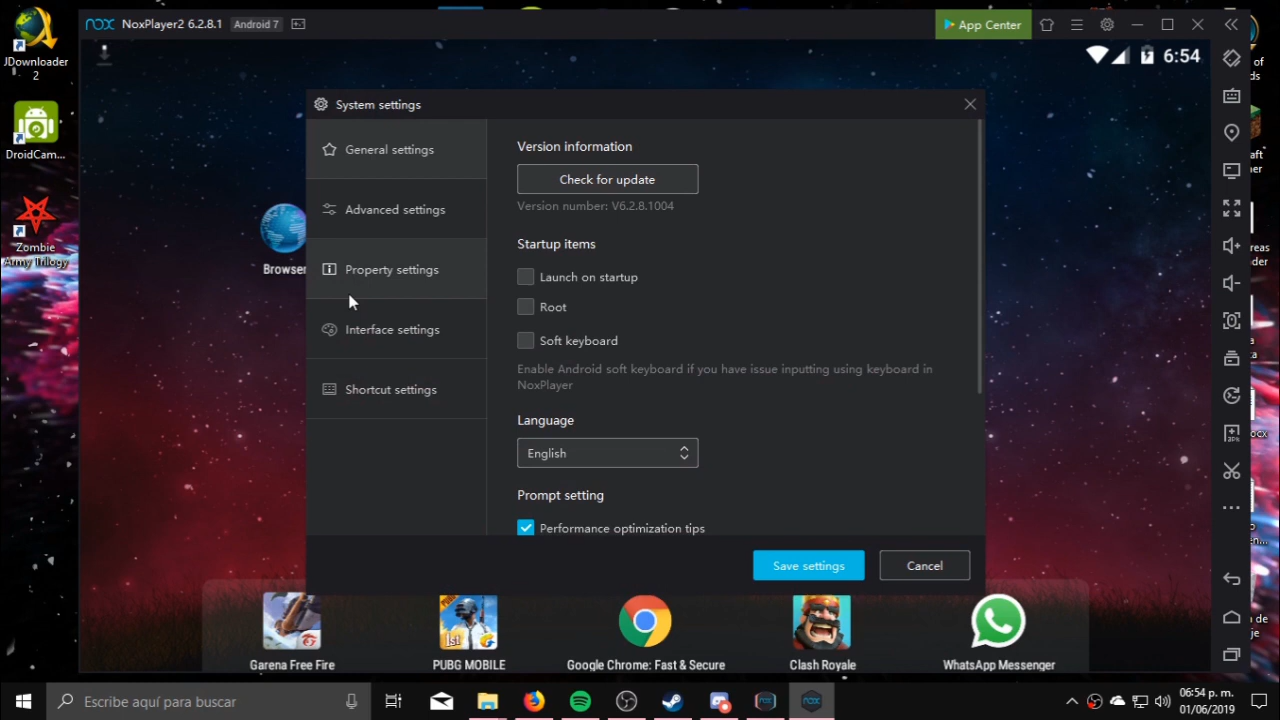 nox NoxPlayer2 6.2.8.1 Android 7
App Center
6:54
JDownloader
2
DroidCam...
Zombie
Army Trilogy
Browser
System settings
General settings
Advanced settings
Property settings
Interface settings
Shortcut settings
Version information
Check for update
Version number: V6.2.8.1004
Startup items
Launch on startup
Root
Soft keyboard
Enable Android soft keyboard if you have issue inputting using keyboard in
NoxPlayer
Language
English
Prompt setting
Performance optimization tips
Save settings
Cancel
1st
Garena Free Fire
PUBG MOBILE
Google Chrome: Fast & Secure
Clash Royale
WhatsApp Messenger
Escribe aquí para buscar
06:54 p. m.
01/06/2019